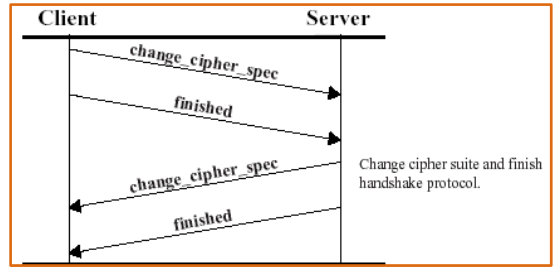 Client Server
change_cipher_spec
finished
change_cipher_spec
finished
Change cipher suite and finish
handshake protocol.